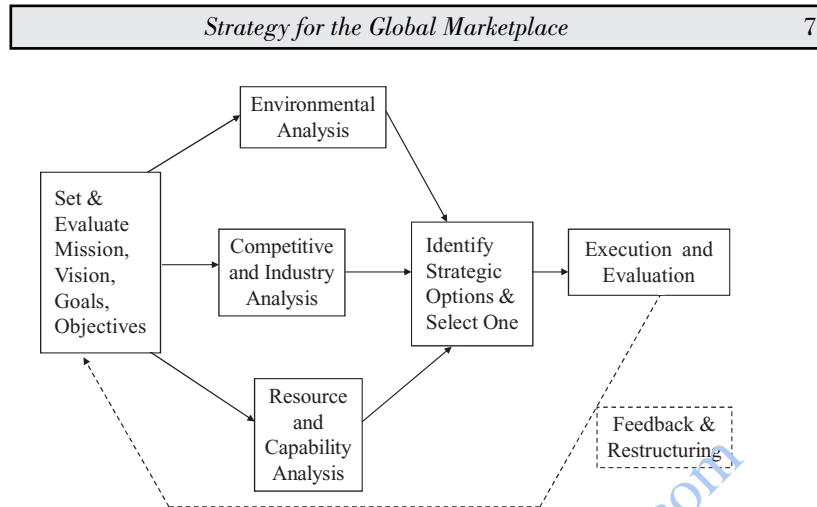 Strategy for the Global Marketplace 7
Environmental
Analysis
Set &
Evaluate
Mission,
Vision,
Goals,
Objectives
Competitive
and Industry
Analysis
Resource
and
Capability
Analysis
Identify
Strategic
Options &
Select One
Execution and
Evaluation
Feedback &
Restructuring
com